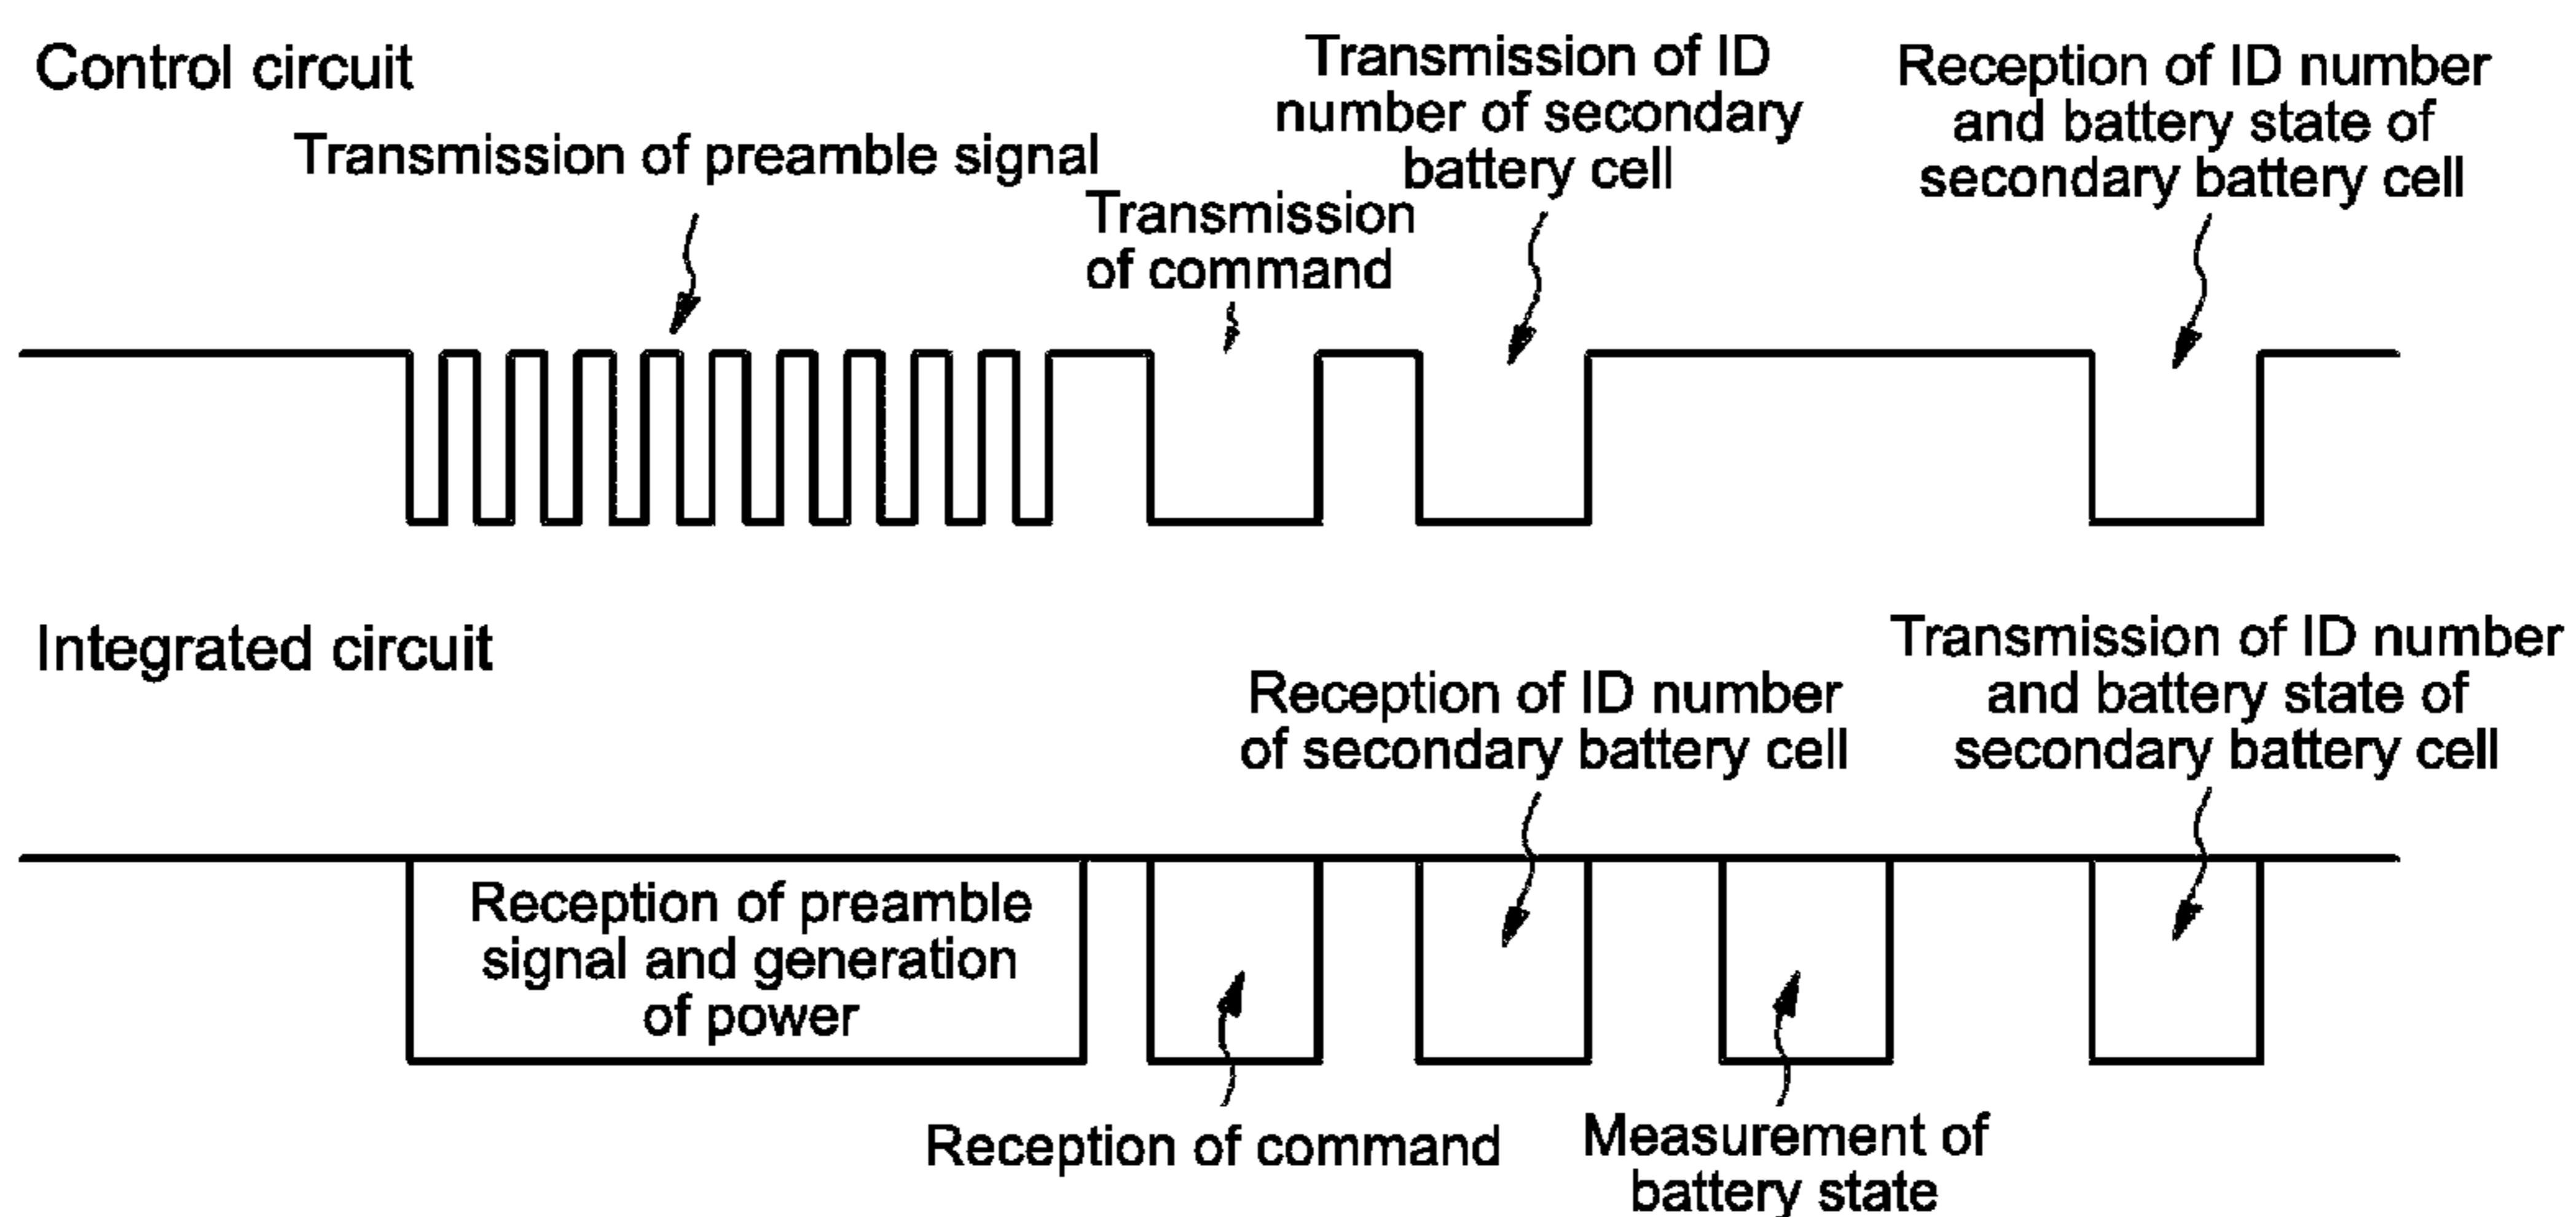 Control circuit
Transmission of preamble signal
Transmission
of command
Transmission of ID
number of secondary
battery cell
Reception of ID number
and battery state of
secondary battery cell
Integrated circuit
Reception of preamble
signal and generation
of power
Reception of command
Reception of ID number
of secondary battery cell
Measurement of
battery state
Transmission of ID number
and battery state of
secondary battery cell